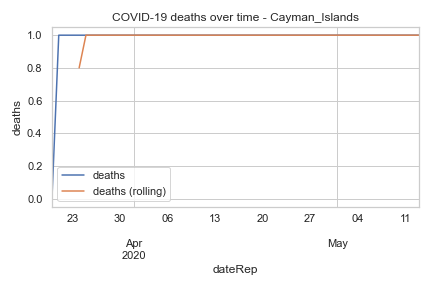 COVID-19 deaths over time - Cayman_Islands
deaths
1.0
0.8
0.6
0.4
0.2
0.0
deaths
deaths (rolling)
23 30 06 13 20 27 04 11
Apr May
2020
dateRep